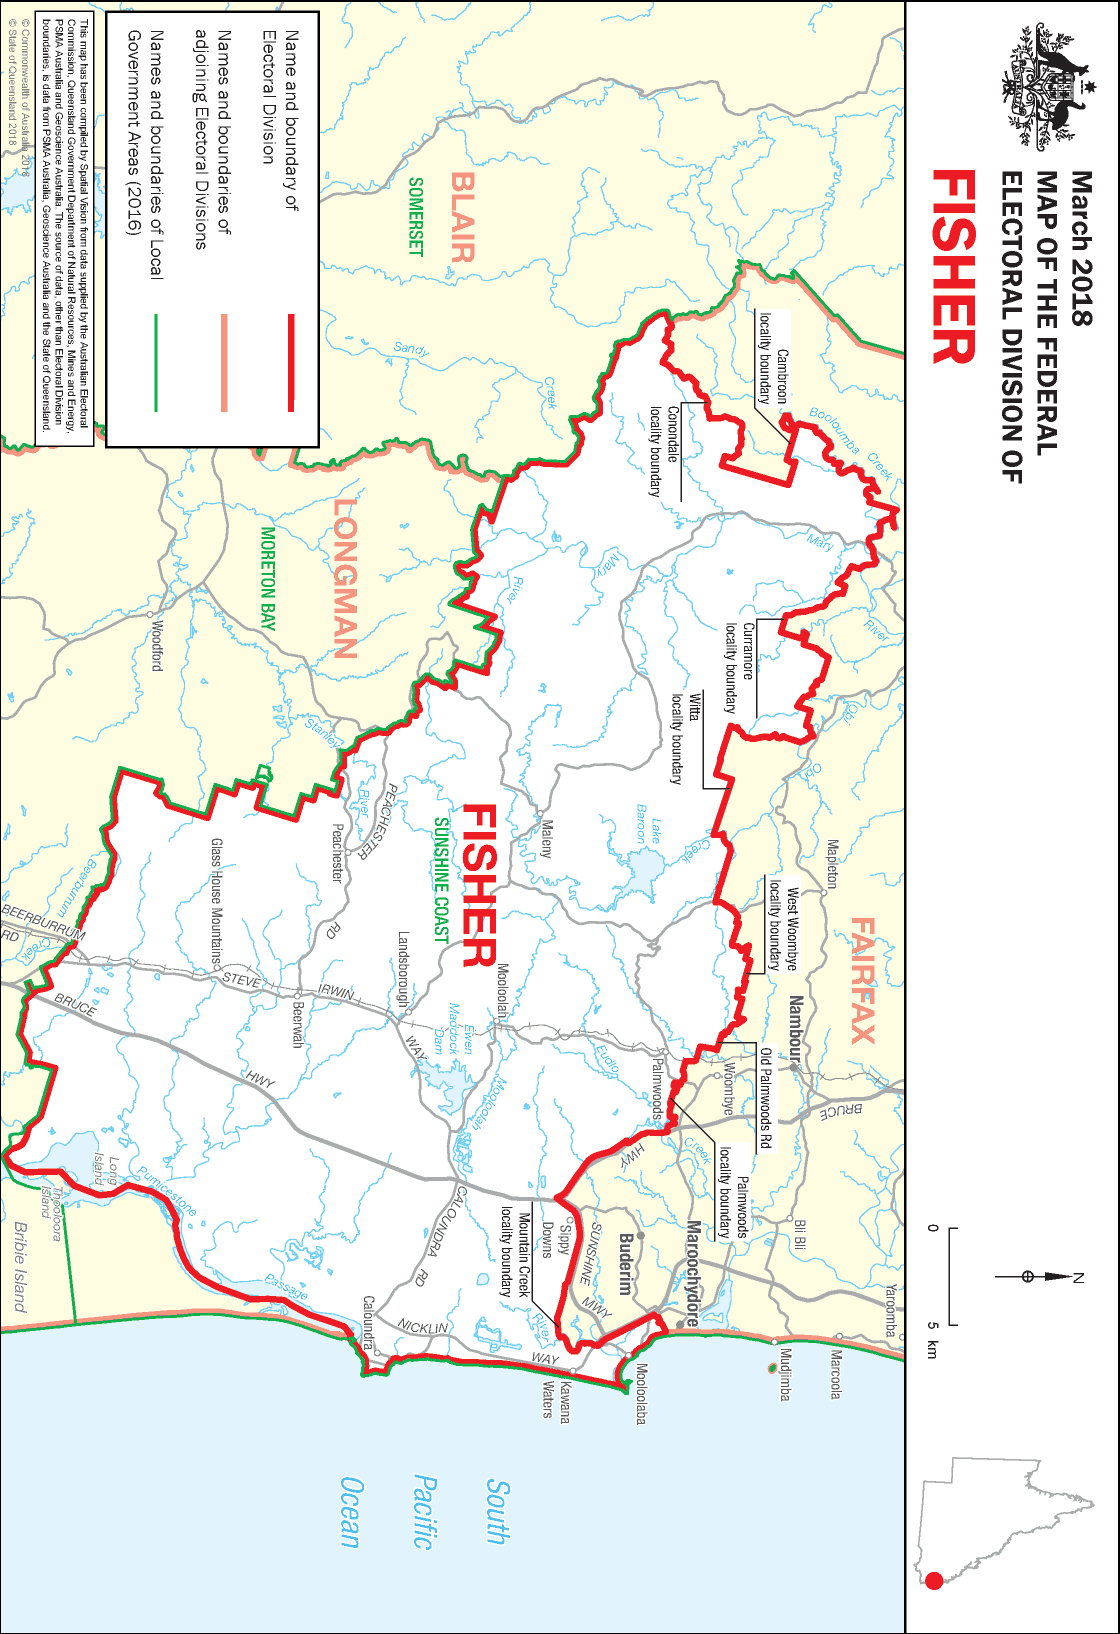 March 2018
MAP OF THE FEDERAL
ELECTORAL DIVISION OF
FISHER
N
0
5
km
BLAIR
SOMERSET
Sandy
Creek
Cambroon
locality boundary
Conondale
locality boundary
Booloumba Creek
Mary
River
Mary
River
Curramore
locality boundary
Witta
locality boundary
Obi
Obi
Creek
Lake
Baroon
Mapleton
West Woombye
locality boundary
FAIRFAX
Nambour
Old Palmwoods Rd
Woombye
BRUCE
HWY
Palmwoods
Palmwoods
locality boundary
Creek
Eudlo
Bli Bli
Yaroomba
Marcoola
Mudjimba
Maroochydore
Buderim
SUNSHINE
MWY
Sippy
Downs
Mountain Creek
locality boundary
River
Mooloolaba
Kawana
Waters
NICKLIN
WAY
Caloundra
CALOUNDRA
RD
Maleny
FISHER
SUNSHINE COAST
Mooloolah
Mooloolah
Ewen
Maddock
Dam
Landsborough
STEVE
IRWIN
WAY
Beerwah
PEACHESTER
RD
Peachester
Stanley
River
Glass House Mountains
BRUCE
HWY
BEERBURRUM
RD
Beerburrum
Creek
LONGMAN
MORETON BAY
Woodford
Pumicestone
Passage
Long
Island
Thooloora
Island
Bribie Island
South
Pacific
Ocean
Name and boundary of
Electoral Division
Names and boundaries of
adjoining Electoral Divisions
Names and boundaries of Local
Government Areas (2016)
This map has been compiled by Spatial Vision from data supplied by the Australian Electoral
Commission, Queensland Government Department of Natural Resources, Mines and Energy,
PSMA Australia and Geoscience Australia. The source of data, other than Electoral Division
boundaries, is data from PSMA Australia, Geoscience Australia and the State of Queensland.
© Commonwealth of Australia 2018
© State of Queensland 2018